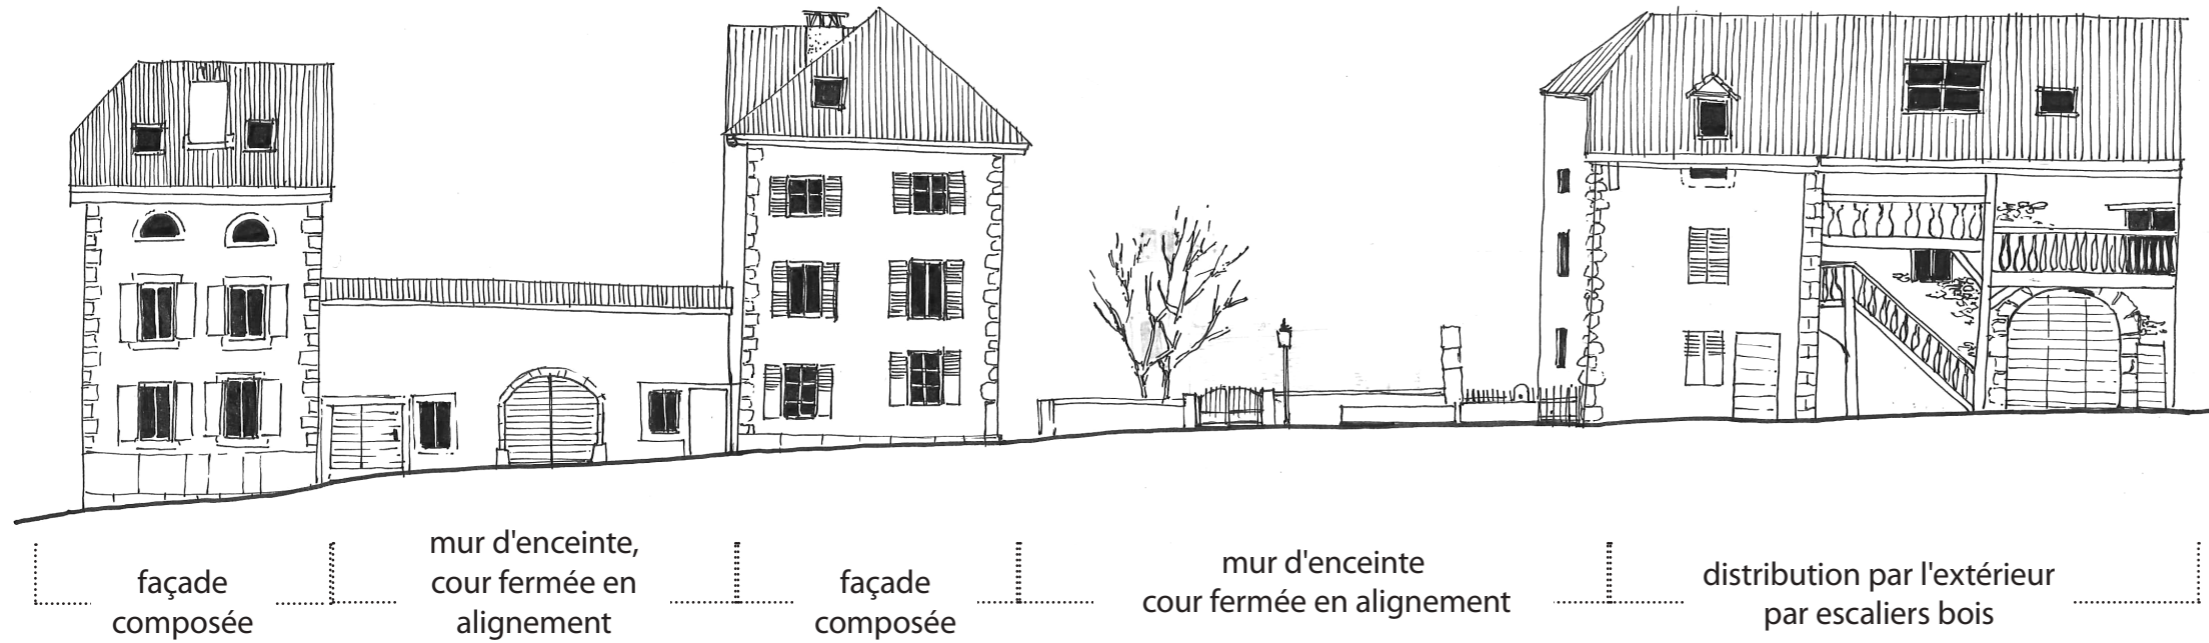 façade
composée
mur d'enceinte,
cour fermée en
alignement
façade
composée
mur d'enceinte
cour fermée en alignement
distribution par l'extérieur
par escaliers bois